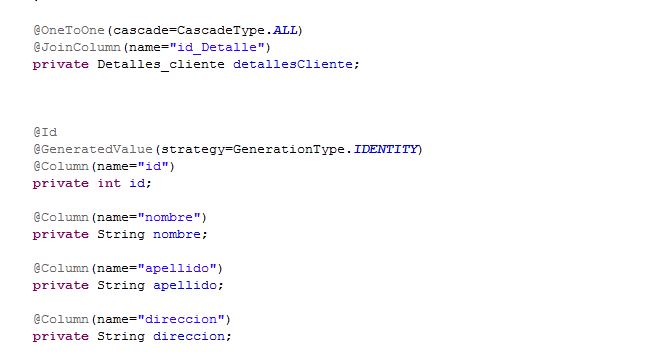 @OneToOne(cascade=CascadeType.ALL)
@JoinColumn(name="id_Detalle")
private Detalles_cliente detallesCliente;
@Id
@GeneratedValue(strategy=GenerationType.IDENTITY)
@Column(name="id")
private int id;
@Column(name="nombre")
private String nombre;
@Column(name="apellido")
private String apellido;
@Column(name="direccion")
private String direccion;